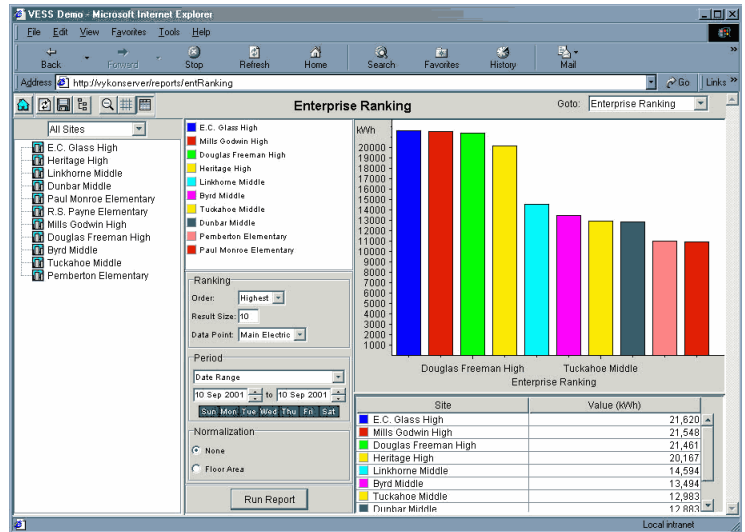 VESS Demo - Microsoft Internet Explorer
File Edit View Favorites Tools Help
Back Forward Stop Refresh Home Search Favorites History Mail
Address http://vykonserver/reports/entRanking Go Links
Enterprise Ranking
Goto: Enterprise Ranking
All Sites
E.C. Glass High
Heritage High
Linkhorne Middle
Dunbar Middle
Paul Monroe Elementary
R.S. Payne Elementary
Mills Godwin High
Douglas Freeman High
Byrd Middle
Tuckahoe Middle
Pemberton Elementary
E.C. Glass High
Mills Godwin High
Douglas Freeman High
Heritage High
Linkhorne Middle
Byrd Middle
Tuckahoe Middle
Dunbar Middle
Pemberton Elementary
Paul Monroe Elementary
Ranking
Order: Highest
Result Size: 10
Data Point: Main Electric
Period
Date Range
10 Sep 2001 to 10 Sep 2001
Sun Mon Tue Wed Thu Fri Sat
Normalization
None
Floor Area
Run Report
kWh
20000
19000
18000
17000
16000
15000
14000
13000
12000
11000
10000
9000
8000
7000
6000
5000
4000
3000
2000
1000
Douglas Freeman High Tuckahoe Middle
Enterprise Ranking
Site Value (kWh)
E.C. Glass High 21,620
Mills Godwin High 21,548
Douglas Freeman High 21,461
Heritage High 20,167
Linkhorne Middle 14,594
Byrd Middle 13,494
Tuckahoe Middle 12,983
Dunbar Middle 12,883
Local intranet